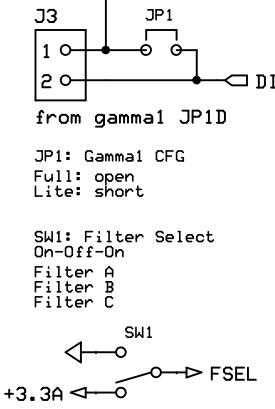 J3
JP1
1
2
DI
from gamma1 JP1D
JP1: Gamma1 CFG
Full: open
Lite: short
SW1: Filter Select
On-Off-On
Filter A
Filter B
Filter C
SW1
FSEL
+3.3A